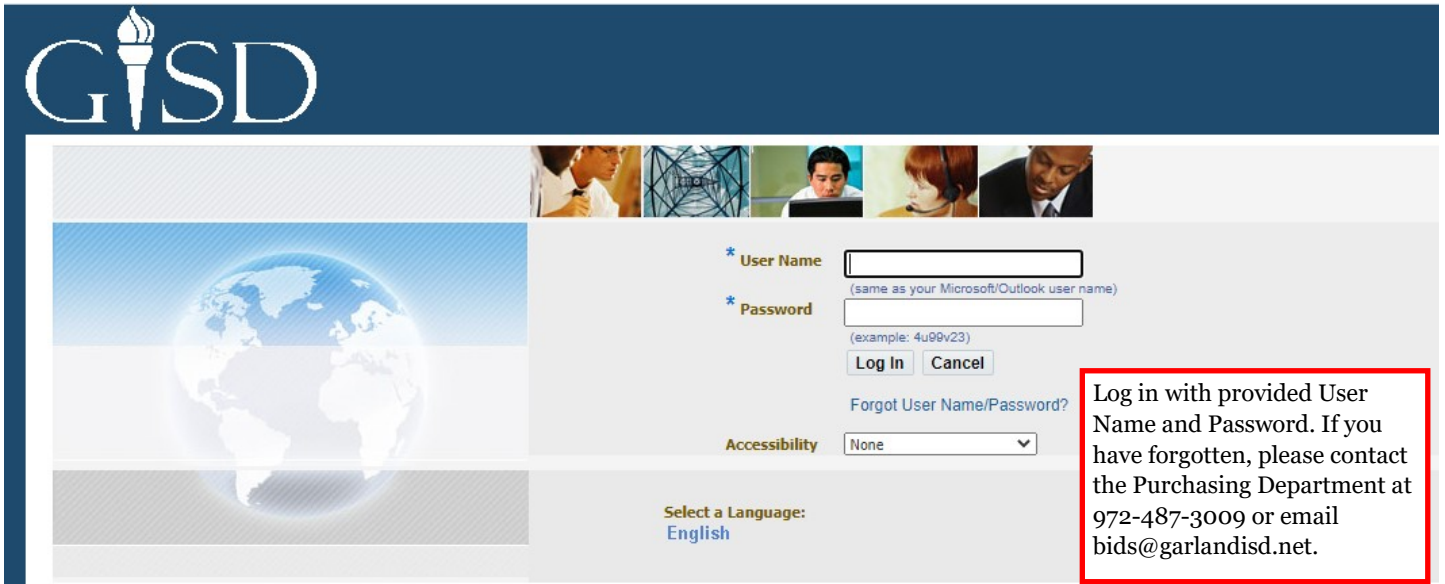 GISD
* User Name
(same as your Microsoft/Outlook user name)
* Password
(example: 4u99v23)
Log In Cancel
Forgot User Name/Password?
Accessibility None
Select a Language:
English
Log in with provided User
Name and Password. If you
have forgotten, please contact
the Purchasing Department at
972-487-3009 or email
bids@garlandisd.net.